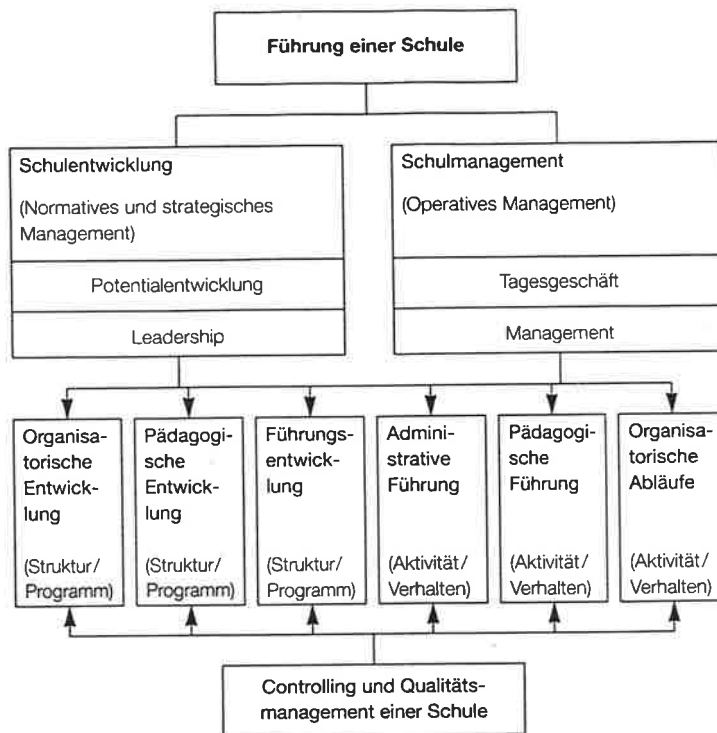 Führung einer Schule
Schulentwicklung
(Normatives und strategisches
Management)
Potentialentwicklung
Leadership
Schulmanagement
(Operatives Management)
Tagesgeschäft
Management
Organisa-
torische
Entwick-
lung
(Struktur/
Programm)
Pädagogi-
sche
Entwick-
lung
(Struktur/
Programm)
Führungs-
entwick-
lung
(Struktur/
Programm)
Admini-
strative
Führung
(Aktivität/
Verhalten)
Pädagogi-
sche
Führung
(Aktivität/
Verhalten)
Organisa-
torische
Abläufe
(Aktivität/
Verhalten)
Controlling und Qualitäts-
management einer Schule